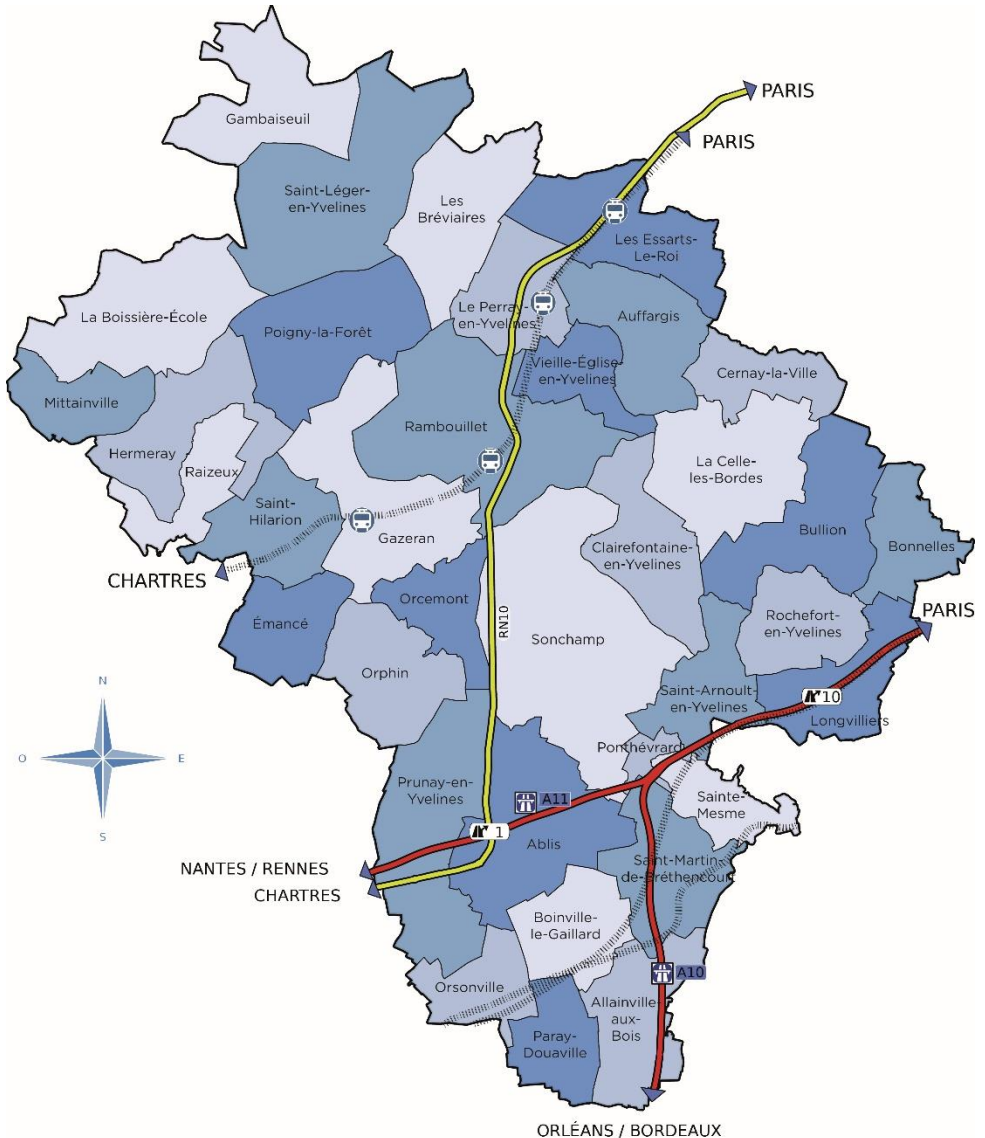 PARIS
PARIS
Gambaiseuil
Saint-Léger-
en-Yvelines
Les
Bréviaires
Les Essarts-
Le-Roi
La Boissière-École
Poigny-la-Forêt
Le Perray-
en-Yvelines
Auffargis
Vieille-Église
en-Yvelines
Cernay-la-Ville
Mittainville
Rambouillet
Hermeray
Raizeux
La Celle-
les-Bordes
Saint-
Hilarion
Gazeran
Bullion
Clairefontaine-
en-Yvelines
Bonnelles
CHARTRES
Émancé
Orcemont
RN10
Sonchamp
Rochefort-
en-Yvelines
PARIS
Orphin
Saint-Arnoult-
en-Yvelines
10
Longvilliers
N
O
E
S
Ponthévrard
Prunay-en-
Yvelines
A11
Sainte-
Mesme
1
Ablis
NANTES / RENNES
CHARTRES
Saint-Martin
de-Bréthencourt
Boinville-
le-Gaillard
A10
Orsonville
Allainville
aux-
Bois
Paray-
Douaville
ORLÉANS / BORDEAUX